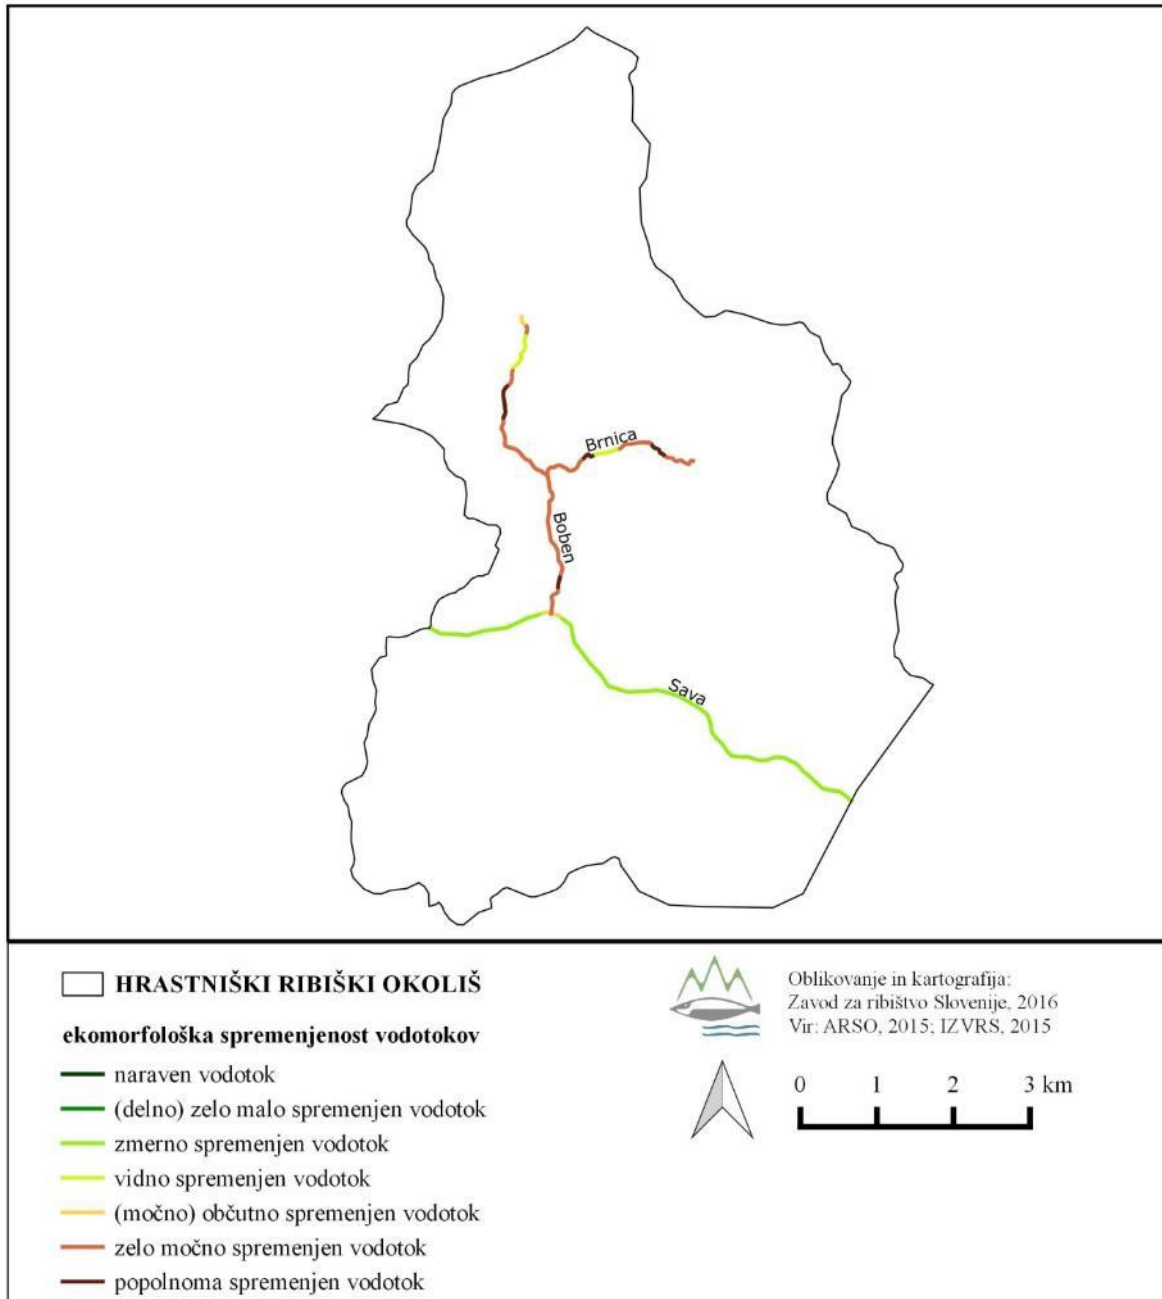 Brnica
Boben
Sava
HRASTNIŠKI RIBIŠKI OKOLIŠ
ekomorfološka spremenjenost vodotokov
naraven vodotok
(delno) zelo malo spremenjen vodotok
zmerno spremenjen vodotok
vidno spremenjen vodotok
(močno) občutno spremenjen vodotok
zelo močno spremenjen vodotok
popolnoma spremenjen vodotok
Oblikovanje in kartografija:
Zavod za ribištvo Slovenije, 2016
Vir: ARSO, 2015; IZVRS, 2015
0 1 2 3 km